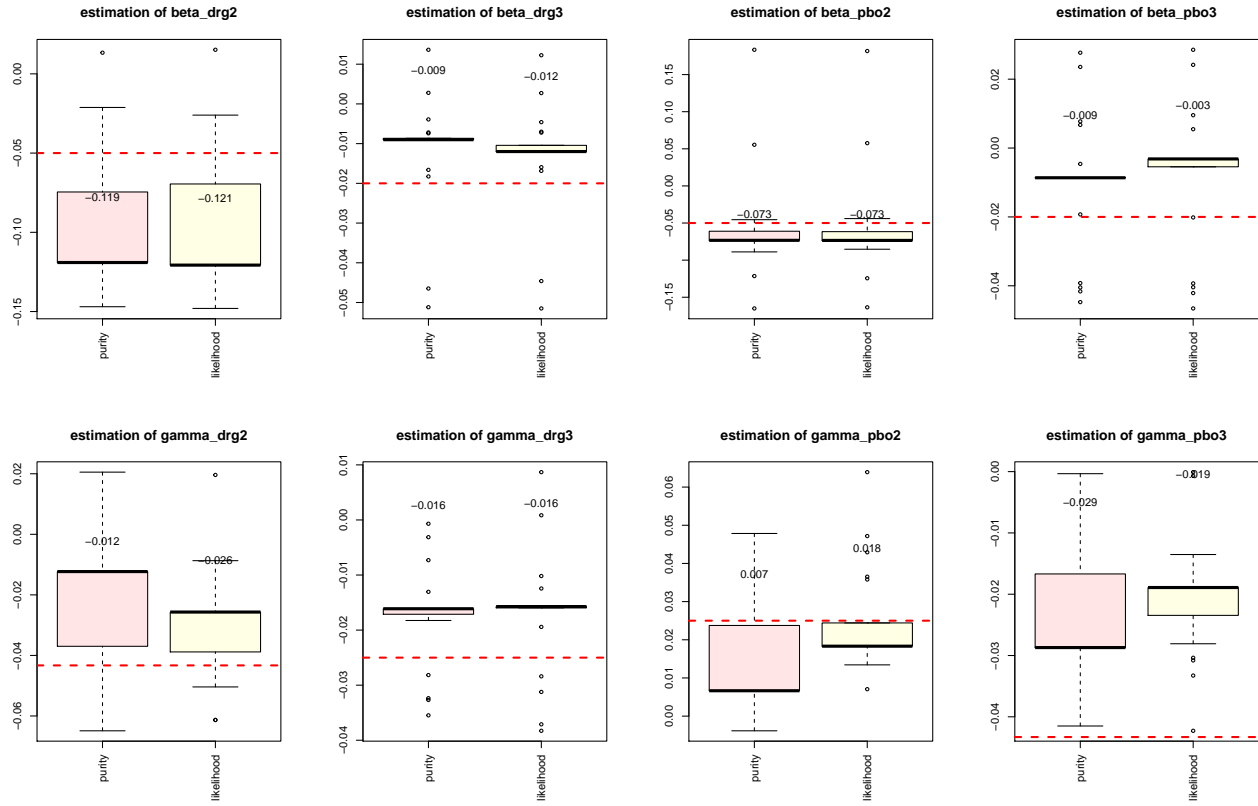 estimation of beta_drg2
0.00
−0.05
−0.10
−0.15
−0.119
−0.121
purity
likelihood
estimation of beta_drg3
0.01
0.00
−0.01
−0.02
−0.03
−0.04
−0.05
−0.009
−0.012
purity
likelihood
estimation of beta_pbo2
0.15
0.10
0.05
0.00
−0.05
−0.15
−0.073
−0.073
purity
likelihood
estimation of beta_pbo3
0.02
0.00
−0.02
−0.04
−0.009
−0.003
purity
likelihood
estimation of gamma_drg2
0.02
0.00
−0.02
−0.04
−0.06
−0.012
−0.026
purity
likelihood
estimation of gamma_drg3
0.01
0.00
−0.01
−0.02
−0.03
−0.04
−0.016
−0.016
purity
likelihood
estimation of gamma_pbo2
0.06
0.05
0.04
0.03
0.02
0.01
0.00
0.007
0.018
purity
likelihood
estimation of gamma_pbo3
0.00
−0.01
−0.02
−0.03
−0.04
−0.029
−0.019
purity
likelihood